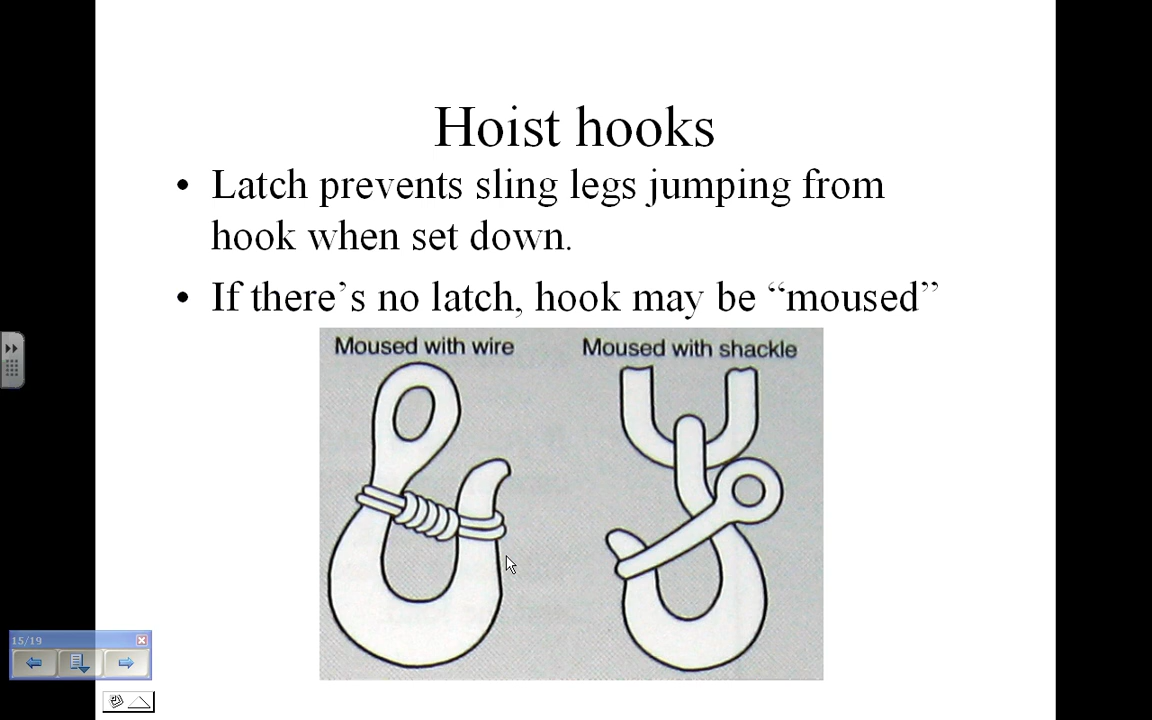 Hoist hooks
• Latch prevents sling legs jumping from
hook when set down.
• If there’s no latch, hook may be “moused”
Moused with wire
Moused with shackle
15/19